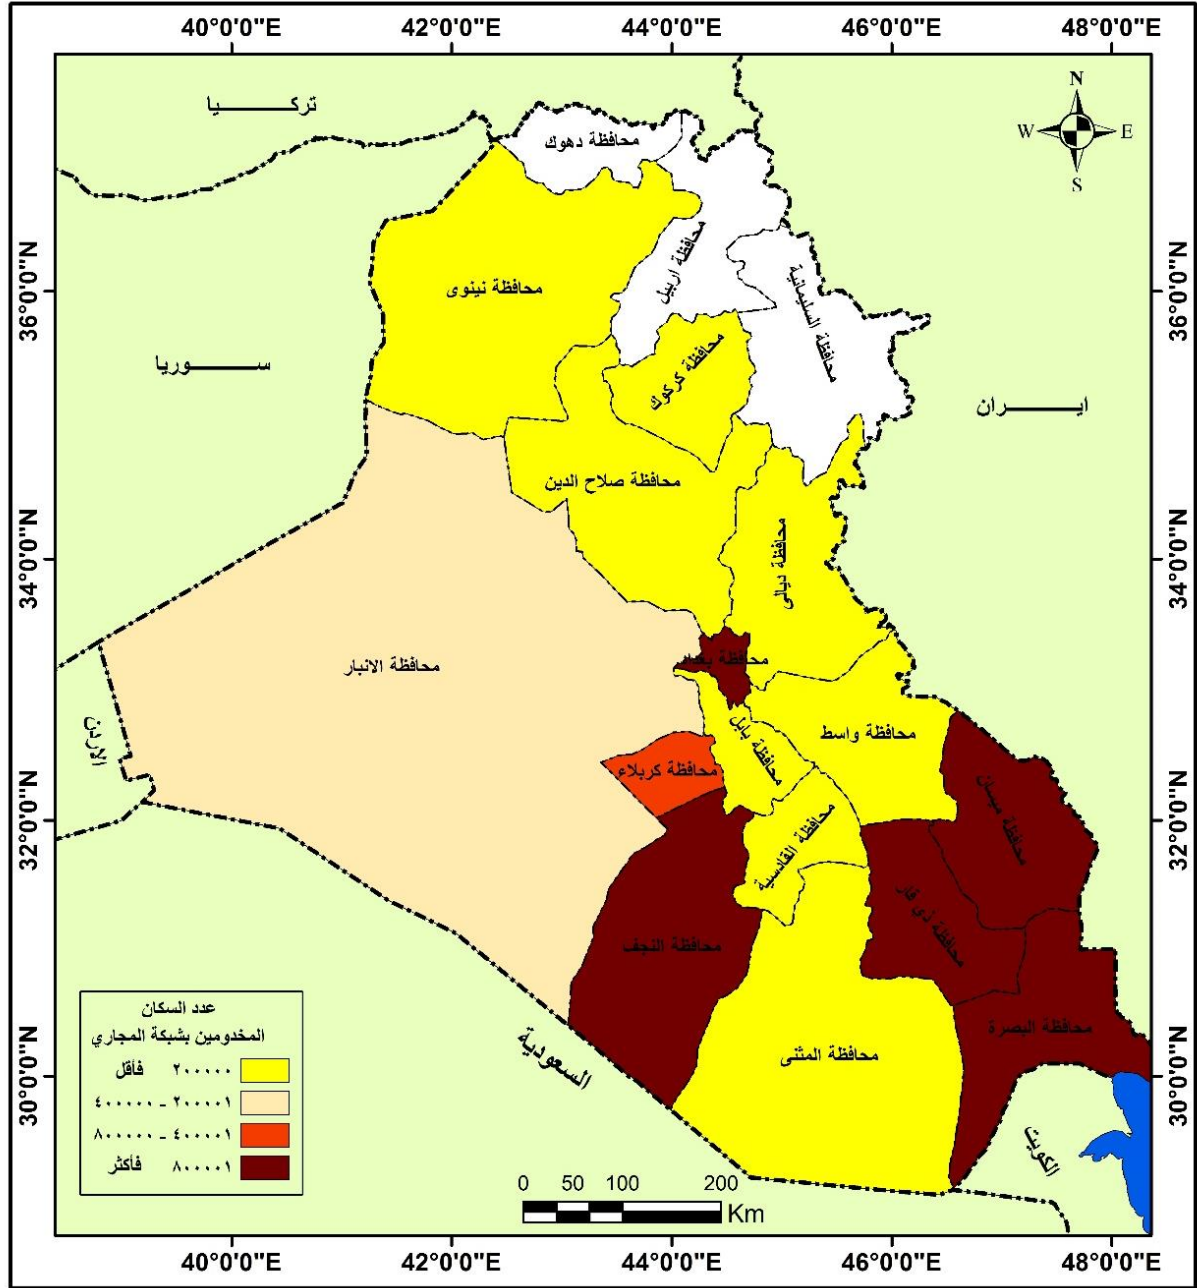 40°0'0"E 42°0'0"E 44°0'0"E 46°0'0"E 48°0'0"E
N
W E
S
تركـــــــيا
ســـــــوريا
ايـــــــران
الاردن
السعودية
الكويت
36°0'0"N 36°0'0"N
34°0'0"N 34°0'0"N
32°0'0"N 32°0'0"N
30°0'0"N 30°0'0"N
محافظة دهوك
محافظة اربيل
محافظة السليمانية
محافظة نينوى
محافظة كركوك
محافظة صلاح الدين
محافظة ديالى
محافظة الانبار
محافظة بغداد
محافظة واسط
محافظة بابل
محافظة كربلاء
محافظة القادسية
محافظة ميسان
محافظة ذي قار
محافظة النجف
محافظة المثنى
محافظة البصرة
عدد السكان
المخدومين بشبكة المجاري
٢٠٠٠٠٠ فأقل
٢٠٠٠٠١ - ٤٠٠٠٠٠
٤٠٠٠٠١ - ٨٠٠٠٠٠
٨٠٠٠٠١ فأكثر
0 50 100 200
Km
40°0'0"E 42°0'0"E 44°0'0"E 46°0'0"E 48°0'0"E